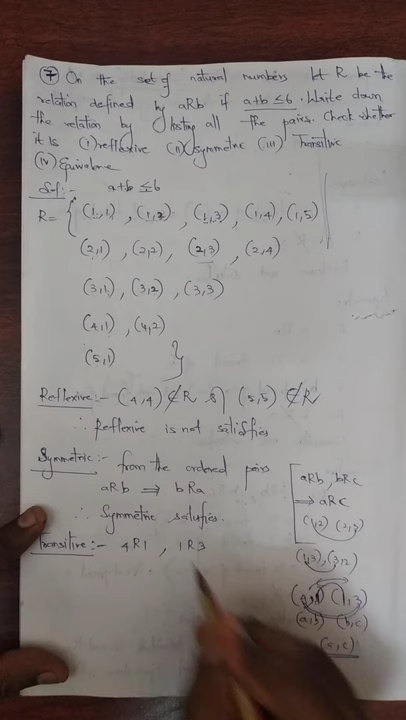 ⑦ On the set of natural numbers let R be the
relation defined by aRb if a+b ≤ 6. Write down
the relation by listing all the pairs. Check whether
it is (i) reflexive (ii) Symmetric (iii) Transitive
(iv) Equivalence
Sol:- a+b ≤ 6
R = { (1,1), (1,2), (1,3), (1,4), (1,5)
(2,1), (2,2), (2,3), (2,4)
(3,1), (3,2), (3,3)
(4,1), (4,2)
(5,1) }
Reflexive:- (4,4) ∉ R (5,5) ∉ R
∴ Reflexive is not satisfies
Symmetric:- from the ordered pairs
aRb ⇒ bRa
∴ Symmetric satisfies.
Transitive:- 4R1 , 1R3
aRb, bRc
⇒ aRc
(1,2) (2,3)
(1,3), (3,2)
(1,3)
(a,b) (b,c)